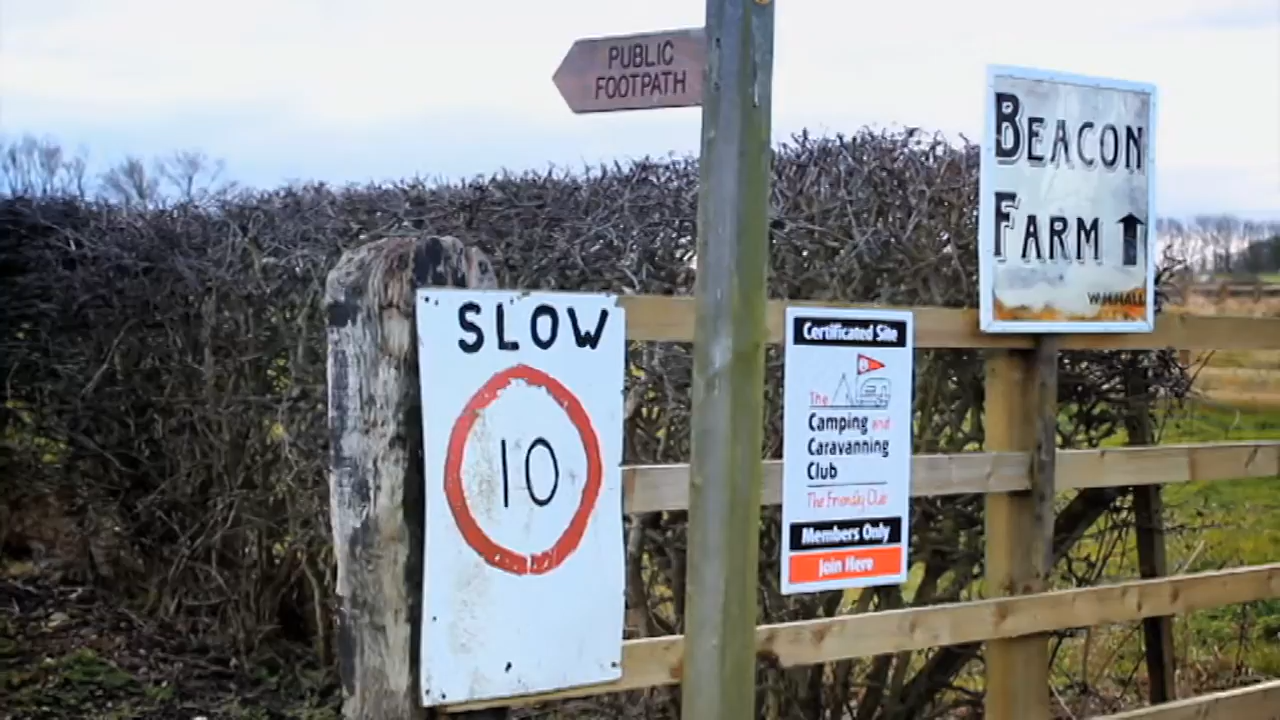 PUBLIC
FOOTPATH
BEACON
FARM
W.H.HALL
SLOW
10
Certificated Site
The
Camping and
Caravanning
Club
The Friendly Club
Members Only
Join Here